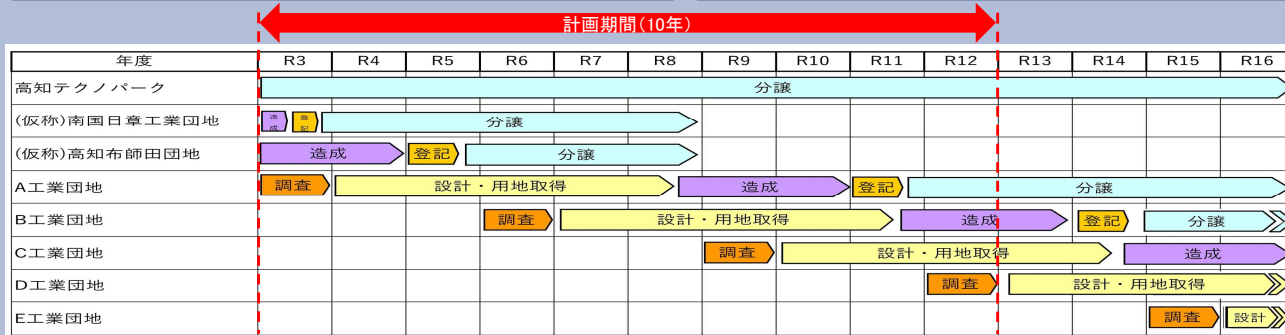 計画期間(10年)
年度 R3 R4 R5 R6 R7 R8 R9 R10 R11 R12 R13 R14 R15 R16
高知テクノパーク 分譲
(仮称)南国日章工業団地 造成 登記 分譲
(仮称)高知布師田団地 造成 登記 分譲
A工業団地 調査 設計・用地取得 造成 登記 分譲
B工業団地 調査 設計・用地取得 造成 登記 分譲
C工業団地 調査 設計・用地取得 造成
D工業団地 調査 設計・用地取得
E工業団地 調査 設計